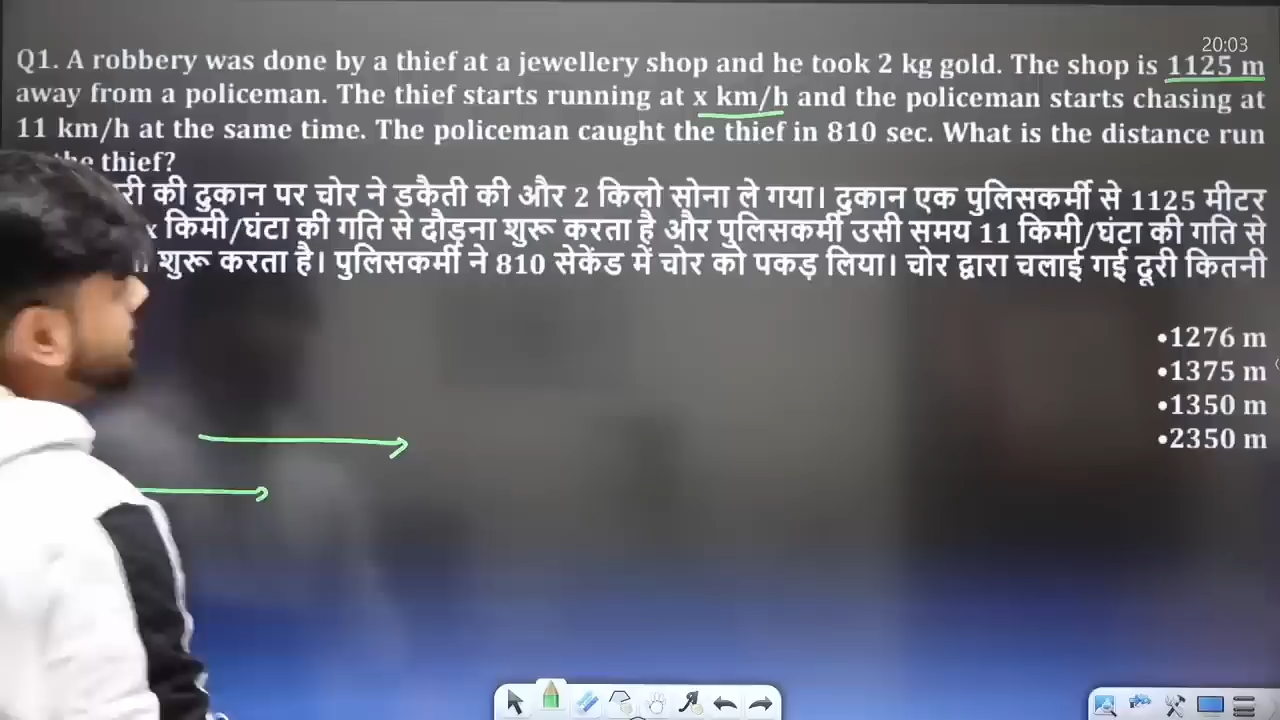 20:03
Q1. A robbery was done by a thief at a jewellery shop and he took 2 kg gold. The shop is 1125 m
away from a policeman. The thief starts running at x km/h and the policeman starts chasing at
11 km/h at the same time. The policeman caught the thief in 810 sec. What is the distance run
the thief?
की दुकान पर चोर ने डकैती की और 2 किलो सोना ले गया। दुकान एक पुलिसकर्मी से 1125 मीटर
x किमी/घंटा की गति से दौड़ना शुरू करता है और पुलिसकर्मी उसी समय 11 किमी/घंटा की गति से
शुरू करता है। पुलिसकर्मी ने 810 सेकेंड में चोर को पकड़ लिया। चोर द्वारा चलाई गई दूरी कितनी
•1276 m
•1375 m
•1350 m
•2350 m